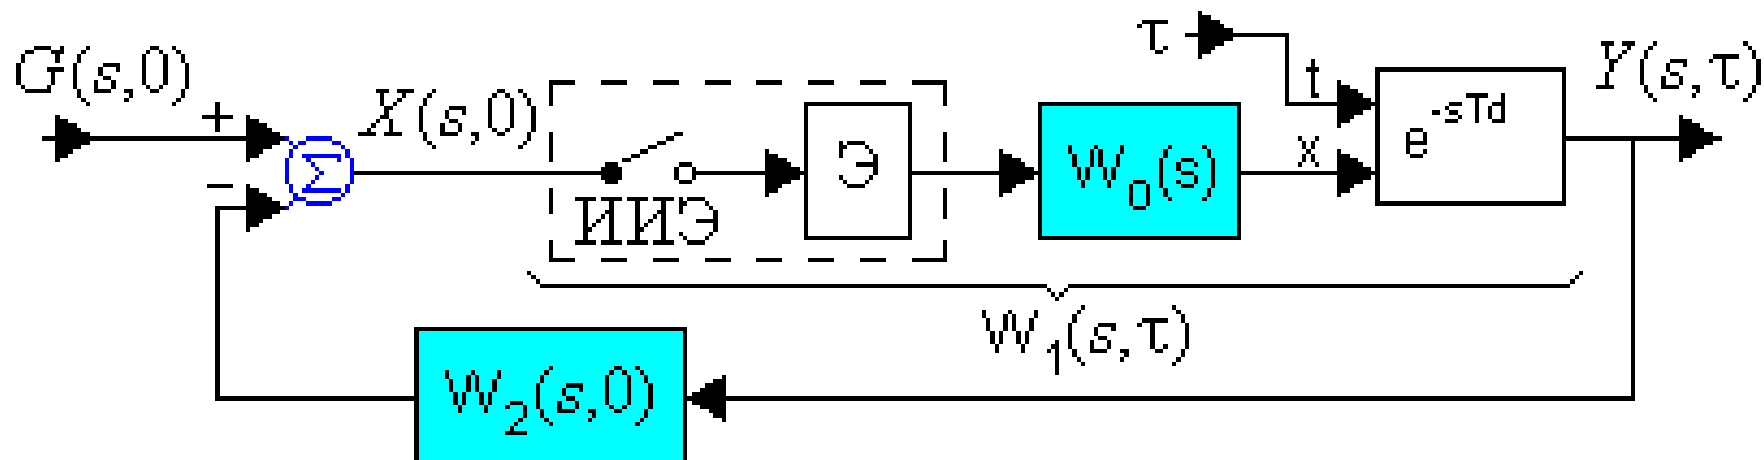 G(s,0)
+
−
Σ
X(s,0)
ИИЭ
Э
W₀(s)
τ
t
x
e^-sTd
Y(s,τ)
W₁(s,τ)
W₂(s,0)